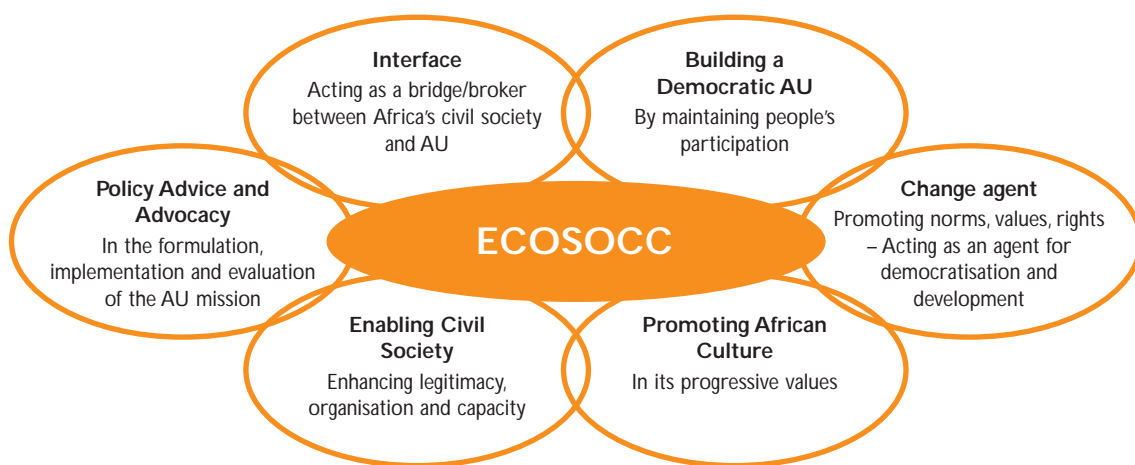 Interface
Acting as a bridge/broker
between Africa's civil society
and AU
Building a
Democratic AU
By maintaining people's
participation
Policy Advice and
Advocacy
In the formulation,
implementation and evaluation
of the AU mission
ECOSOCC
Change agent
Promoting norms, values, rights
– Acting as an agent for
democratisation and
development
Enabling Civil
Society
Enhancing legitimacy,
organisation and capacity
Promoting African
Culture
In its progressive values